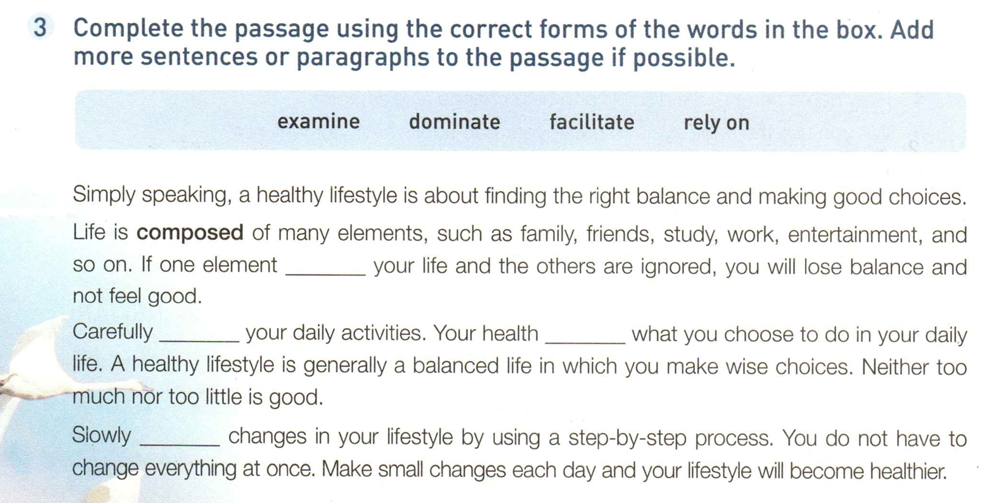 3 Complete the passage using the correct forms of the words in the box. Add
more sentences or paragraphs to the passage if possible.
examine dominate facilitate rely on
Simply speaking, a healthy lifestyle is about finding the right balance and making good choices.
Life is composed of many elements, such as family, friends, study, work, entertainment, and
so on. If one element ________ your life and the others are ignored, you will lose balance and
not feel good.
Carefully ________ your daily activities. Your health ________ what you choose to do in your daily
life. A healthy lifestyle is generally a balanced life in which you make wise choices. Neither too
much nor too little is good.
Slowly ________ changes in your lifestyle by using a step-by-step process. You do not have to
change everything at once. Make small changes each day and your lifestyle will become healthier.